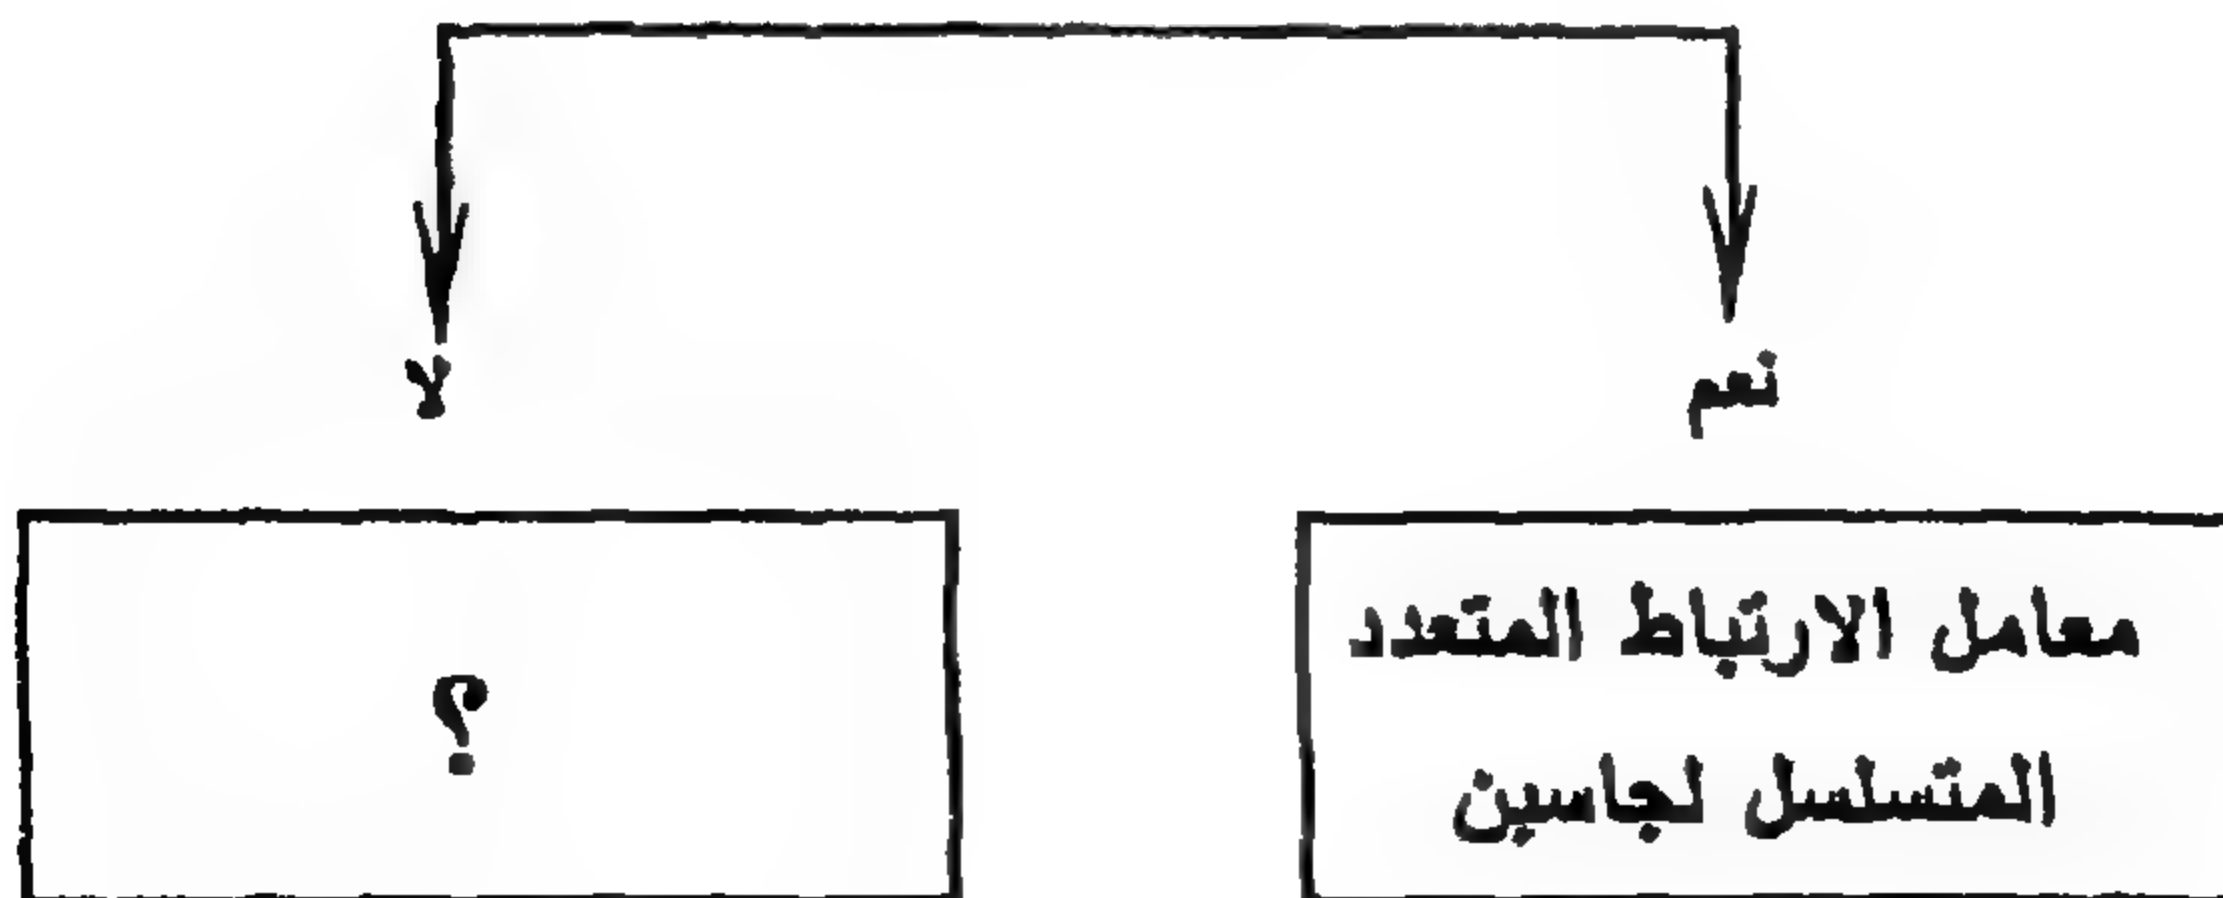 نعم
لا
معامل الارتباط المتعدد
المتسلسل لجاسبن
؟